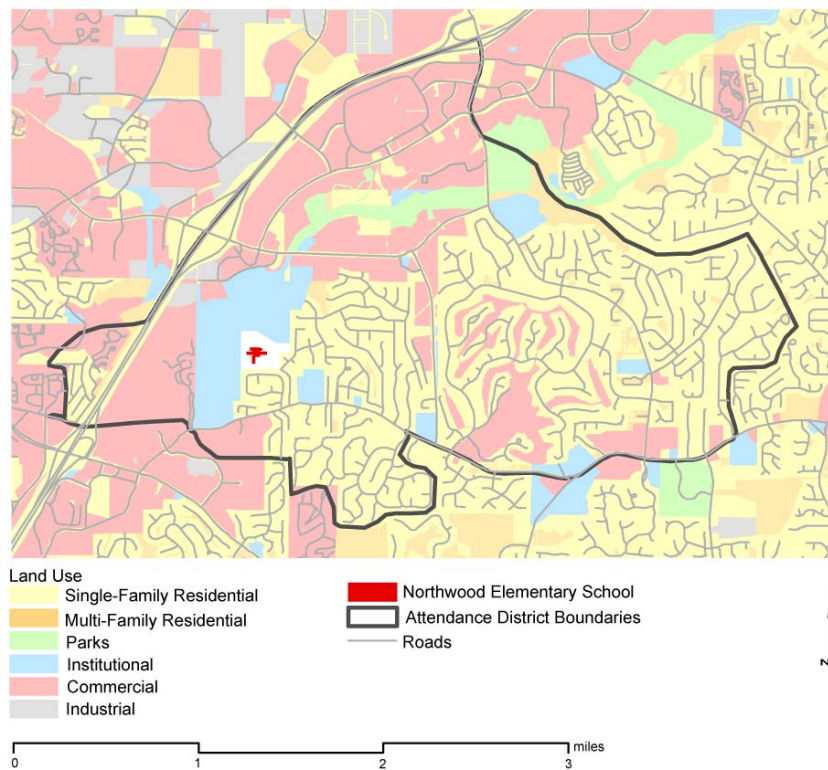 Land Use
Single-Family Residential
Multi-Family Residential
Parks
Institutional
Commercial
Industrial
Northwood Elementary School
Attendance District Boundaries
Roads
0 1 2 3 miles